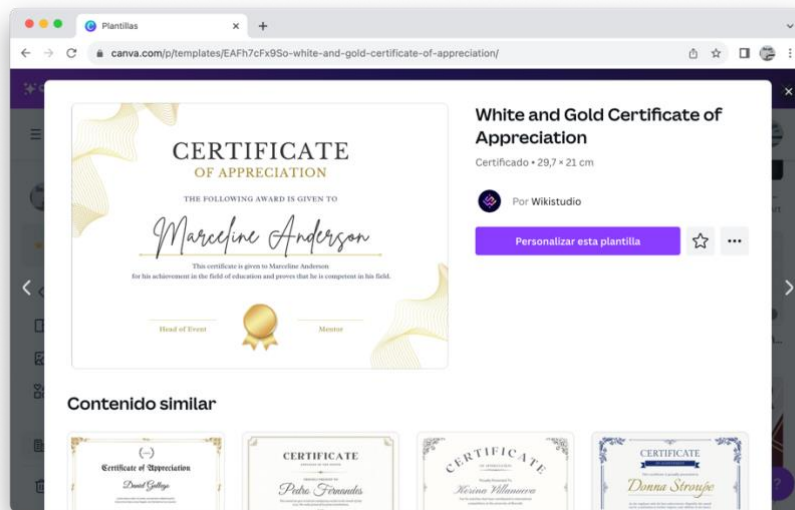 Plantillas
canva.com/p/templates/EAFh7cFx9So-white-and-gold-certificate-of-appreciation/
CERTIFICATE
OF APPRECIATION
THE FOLLOWING AWARD IS GIVEN TO
Marceline Anderson
This certificate is given to Marceline Anderson
for his achievement in the field of education and proves that he is competent in his field.
Head of Event
Mentor
White and Gold Certificate of
Appreciation
Certificado • 29,7 × 21 cm
Por Wikistudio
Personalizar esta plantilla
Contenido similar
Certificate of Appreciation
David Gallego
CERTIFICATE
Pedro Fernandes
CERTIFICATE
Korina Villanueva
CERTIFICATE
Donna Stroupe